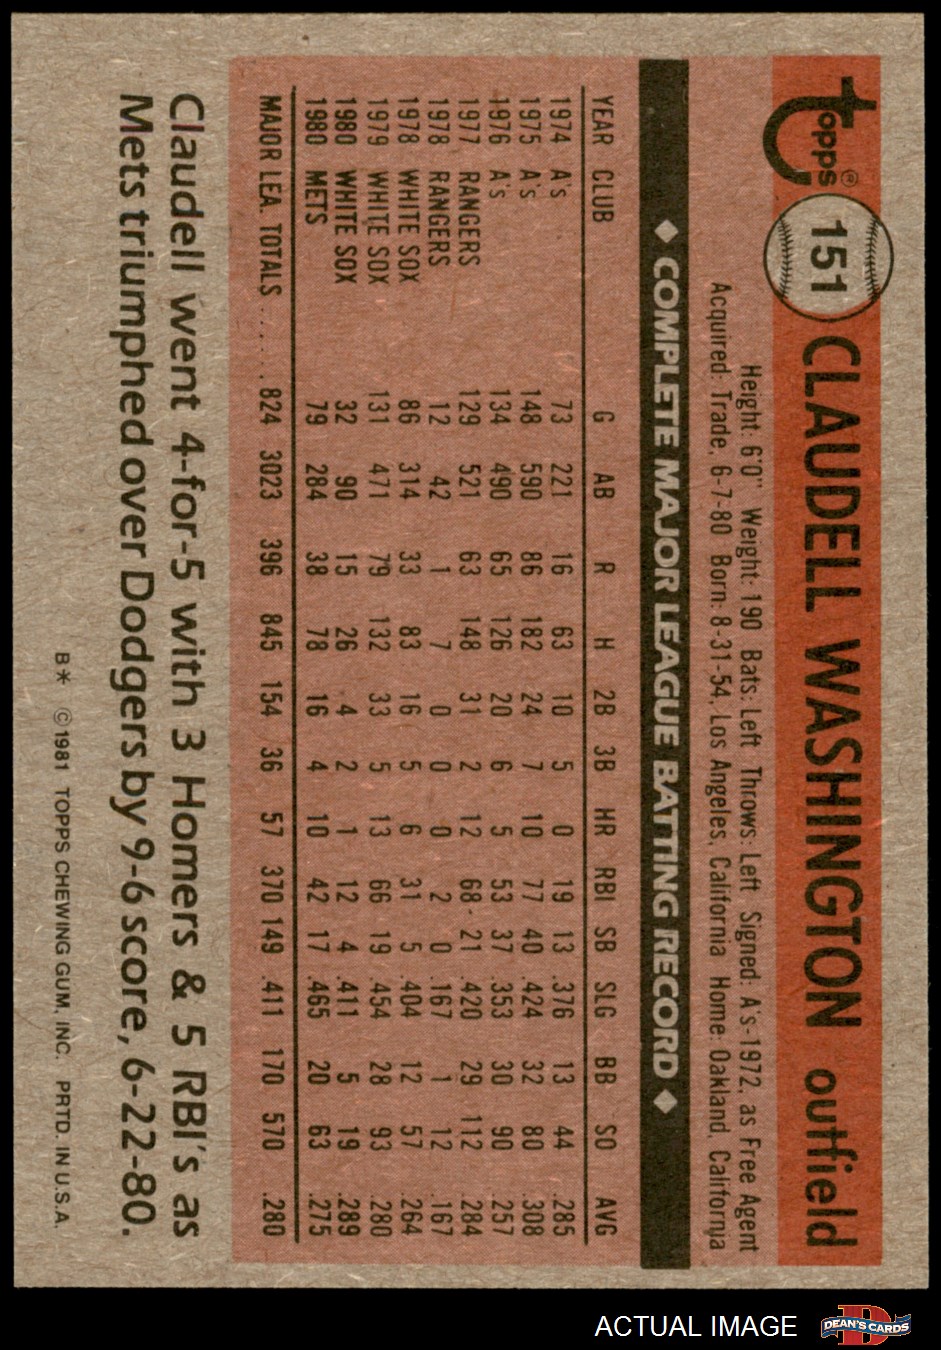 Topps®
151 CLAUDELL WASHINGTON outfield
Height: 6'0" Weight: 190 Bats: Left Throws: Left Signed: A's-1972, as Free Agent
Acquired: Trade, 6-7-80 Born: 8-31-54, Los Angeles, California Home: Oakland, California
◆ COMPLETE MAJOR LEAGUE BATTING RECORD ◆
YEAR CLUB G AB R H 2B 3B HR RBI SB SLG BB SO AVG
1974 A's 73 221 16 63 10 5 0 19 13 .376 13 44 .285
1975 A's 148 590 86 182 24 7 10 77 40 .424 32 80 .308
1976 A's 134 490 65 126 20 6 5 53 37 .353 30 90 .257
1977 RANGERS 129 521 63 148 31 2 12 68 21 .420 29 112 .284
1978 RANGERS 12 42 1 7 0 0 0 2 0 .167 1 12 .167
1978 WHITE SOX 86 314 33 83 16 5 6 31 5 .404 12 57 .264
1979 WHITE SOX 131 471 79 132 33 5 13 66 19 .454 28 93 .280
1980 WHITE SOX 32 90 15 26 4 2 1 12 4 .411 5 19 .289
1980 METS 79 284 38 78 16 4 10 42 17 .465 20 63 .275
MAJOR LEA. TOTALS ..... 824 3023 396 845 154 36 57 370 149 .411 170 570 .280
Claudell went 4-for-5 with 3 Homers & 5 RBI's as
Mets triumphed over Dodgers by 9-6 score, 6-22-80.
B* ©1981 TOPPS CHEWING GUM, INC. PRTD. IN U.S.A.
ACTUAL IMAGE
DEAN'S CARDS